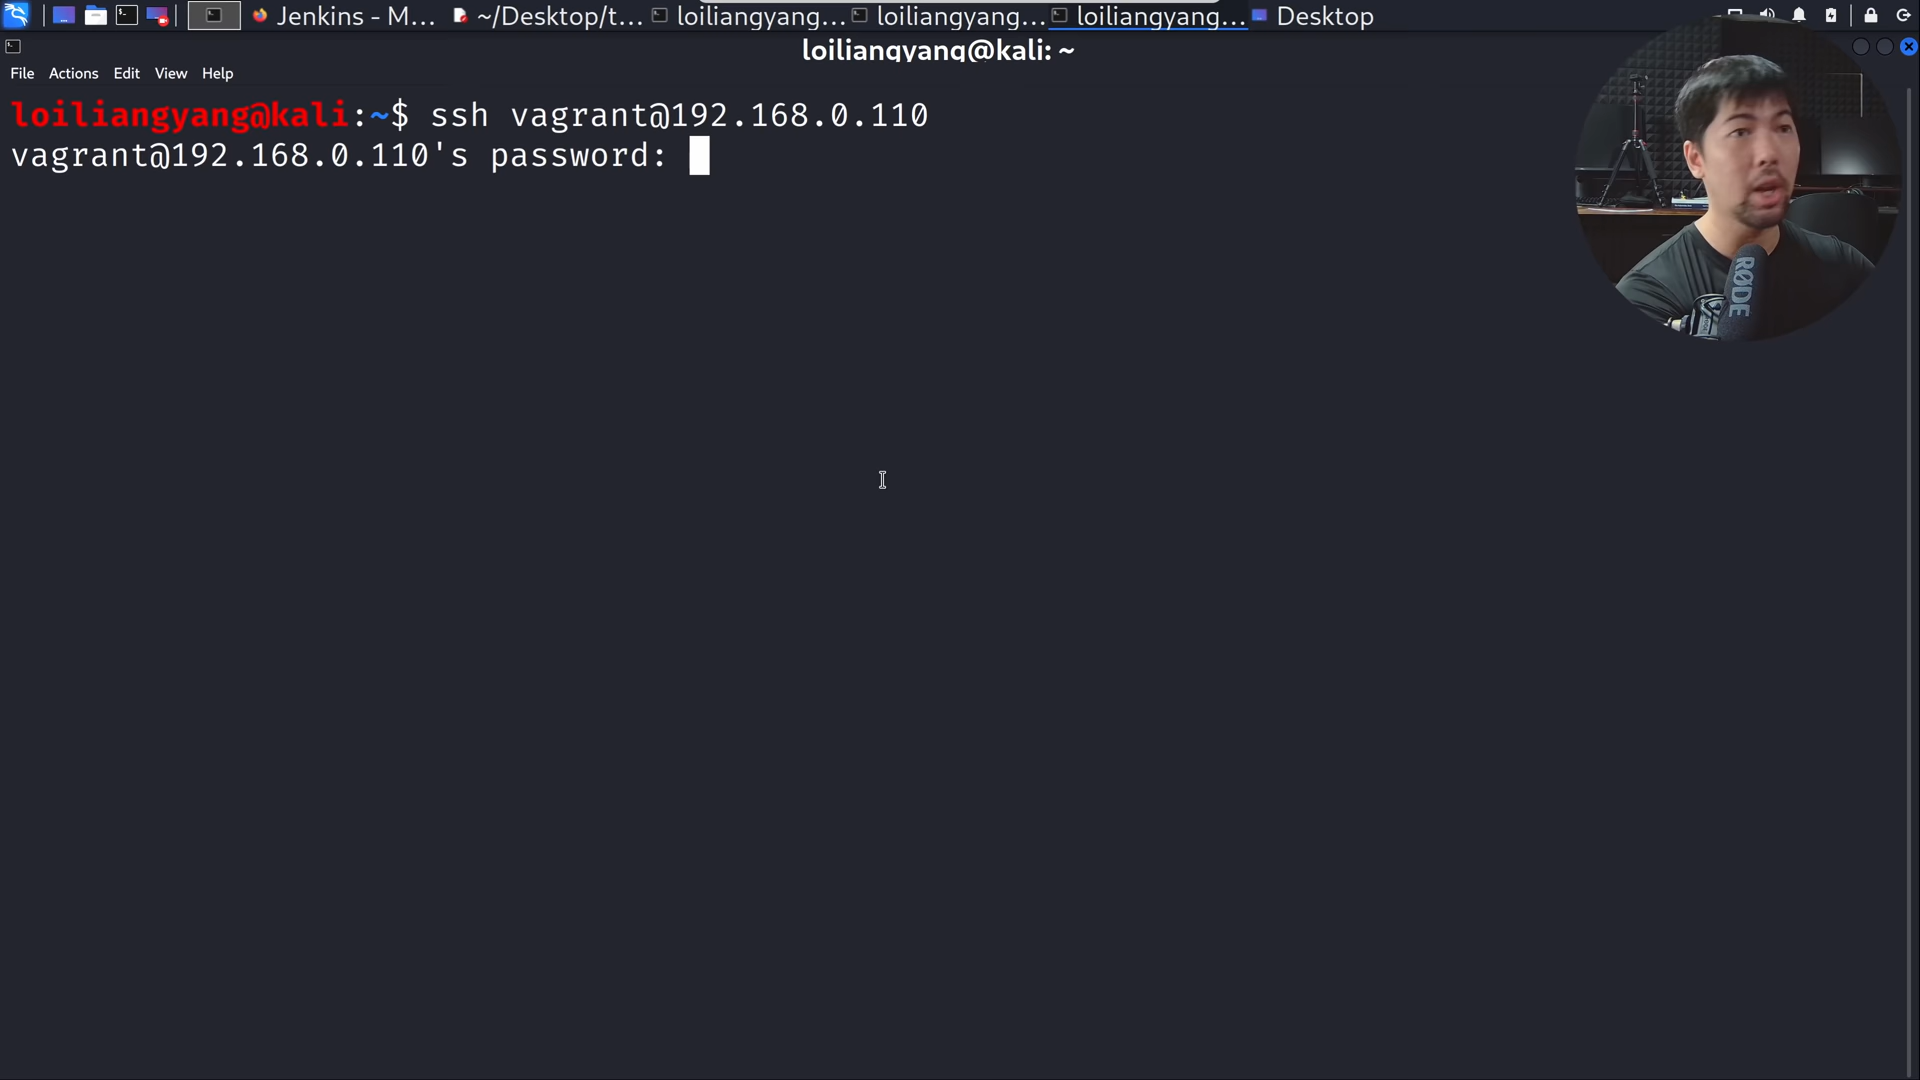 Jenkins - M...
~/Desktop/t...
loiliangyang...
loiliangyang...
loiliangyang...
Desktop
loiliangyang@kali: ~
File Actions Edit View Help
loiliangyang@kali:~$ ssh vagrant@192.168.0.110
vagrant@192.168.0.110's password:
RØDE